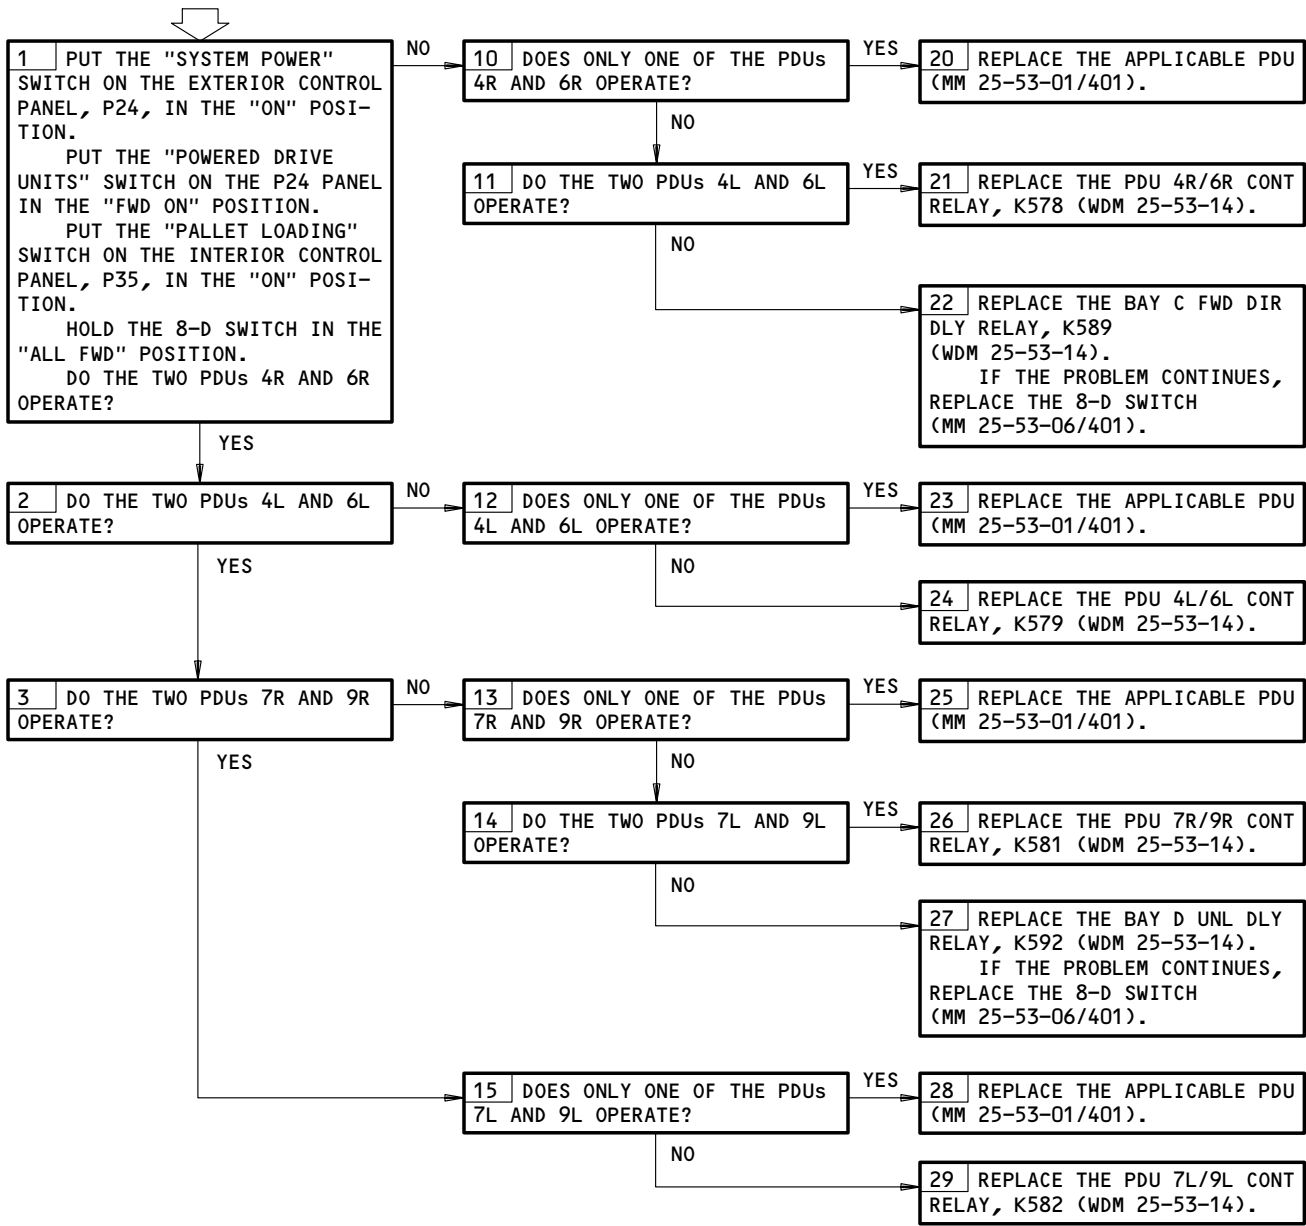 1 PUT THE "SYSTEM POWER"
SWITCH ON THE EXTERIOR CONTROL
PANEL, P24, IN THE "ON" POSI-
TION.
PUT THE "POWERED DRIVE
UNITS" SWITCH ON THE P24 PANEL
IN THE "FWD ON" POSITION.
PUT THE "PALLET LOADING"
SWITCH ON THE INTERIOR CONTROL
PANEL, P35, IN THE "ON" POSI-
TION.
HOLD THE 8-D SWITCH IN THE
"ALL FWD" POSITION.
DO THE TWO PDUs 4R AND 6R
OPERATE?
NO
10 DOES ONLY ONE OF THE PDUs
4R AND 6R OPERATE?
YES
20 REPLACE THE APPLICABLE PDU
(MM 25-53-01/401).
NO
11 DO THE TWO PDUs 4L AND 6L
OPERATE?
YES
21 REPLACE THE PDU 4R/6R CONT
RELAY, K578 (WDM 25-53-14).
NO
22 REPLACE THE BAY C FWD DIR
DLY RELAY, K589
(WDM 25-53-14).
IF THE PROBLEM CONTINUES,
REPLACE THE 8-D SWITCH
(MM 25-53-06/401).
YES
2 DO THE TWO PDUs 4L AND 6L
OPERATE?
NO
12 DOES ONLY ONE OF THE PDUs
4L AND 6L OPERATE?
YES
23 REPLACE THE APPLICABLE PDU
(MM 25-53-01/401).
YES
NO
24 REPLACE THE PDU 4L/6L CONT
RELAY, K579 (WDM 25-53-14).
3 DO THE TWO PDUs 7R AND 9R
OPERATE?
NO
13 DOES ONLY ONE OF THE PDUs
7R AND 9R OPERATE?
YES
25 REPLACE THE APPLICABLE PDU
(MM 25-53-01/401).
YES
NO
14 DO THE TWO PDUs 7L AND 9L
OPERATE?
YES
26 REPLACE THE PDU 7R/9R CONT
RELAY, K581 (WDM 25-53-14).
NO
27 REPLACE THE BAY D UNL DLY
RELAY, K592 (WDM 25-53-14).
IF THE PROBLEM CONTINUES,
REPLACE THE 8-D SWITCH
(MM 25-53-06/401).
15 DOES ONLY ONE OF THE PDUs
7L AND 9L OPERATE?
YES
28 REPLACE THE APPLICABLE PDU
(MM 25-53-01/401).
NO
29 REPLACE THE PDU 7L/9L CONT
RELAY, K582 (WDM 25-53-14).